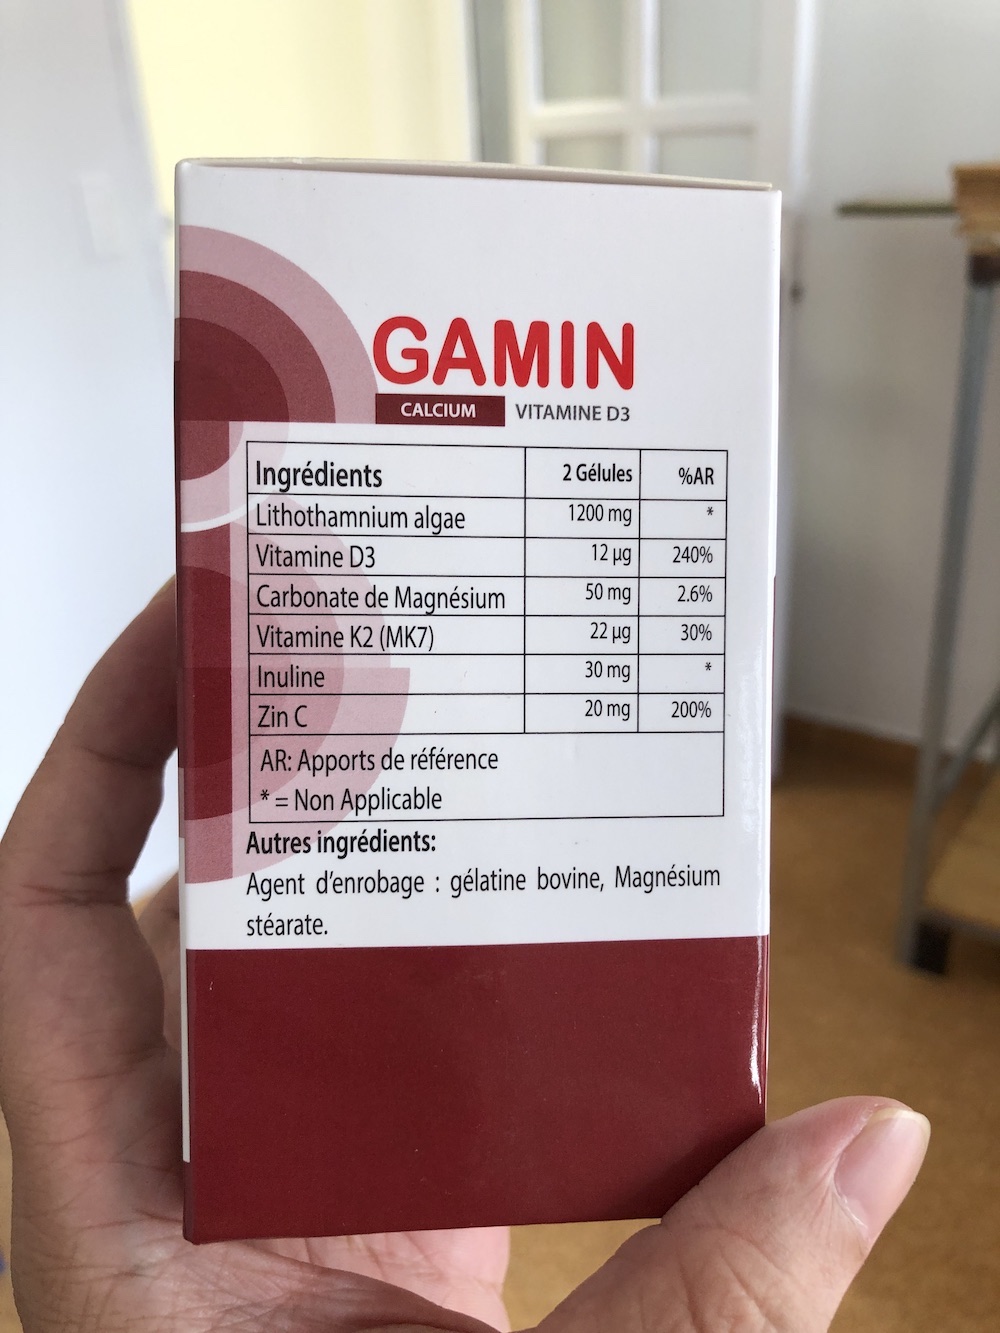 GAMIN
CALCIUM VITAMINE D3
Ingrédients 2 Gélules %AR
Lithothamnium algae 1200 mg *
Vitamine D3 12 µg 240%
Carbonate de Magnésium 50 mg 2.6%
Vitamine K2 (MK7) 22 µg 30%
Inuline 30 mg *
Zin C 20 mg 200%
AR: Apports de référence
* = Non Applicable
Autres ingrédients:
Agent d'enrobage : gélatine bovine, Magnésium
stéarate.